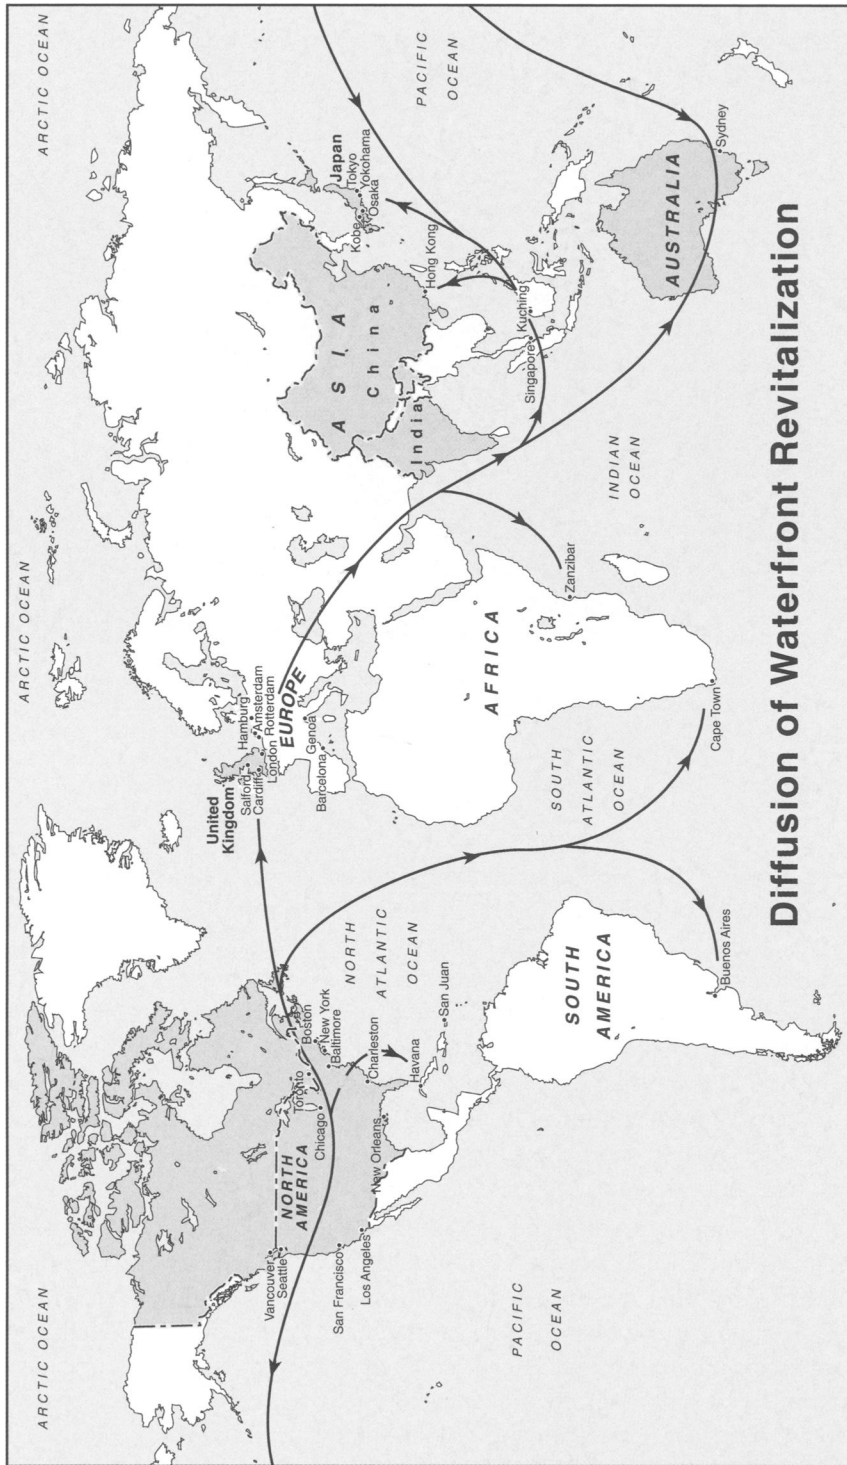 ARCTIC OCEAN
ARCTIC OCEAN
ARCTIC OCEAN
Vancouver
Seattle
San Francisco
Los Angeles
NORTH
AMERICA
Chicago
Toronto
Boston
New York
Baltimore
Charleston
New Orleans
Havana
San Juan
NORTH
ATLANTIC
OCEAN
PACIFIC
OCEAN
SOUTH
AMERICA
Buenos Aires
United
Kingdom
Salford
Cardiff
London
Hamburg
Amsterdam
Rotterdam
EUROPE
Barcelona
Genoa
AFRICA
SOUTH
ATLANTIC
OCEAN
Cape Town
Zanzibar
INDIAN
OCEAN
ASIA
China
India
Hong Kong
Singapore
Kuching
Japan
Tokyo
Yokohama
Kobe
Osaka
PACIFIC
OCEAN
AUSTRALIA
Sydney
Diffusion of Waterfront Revitalization